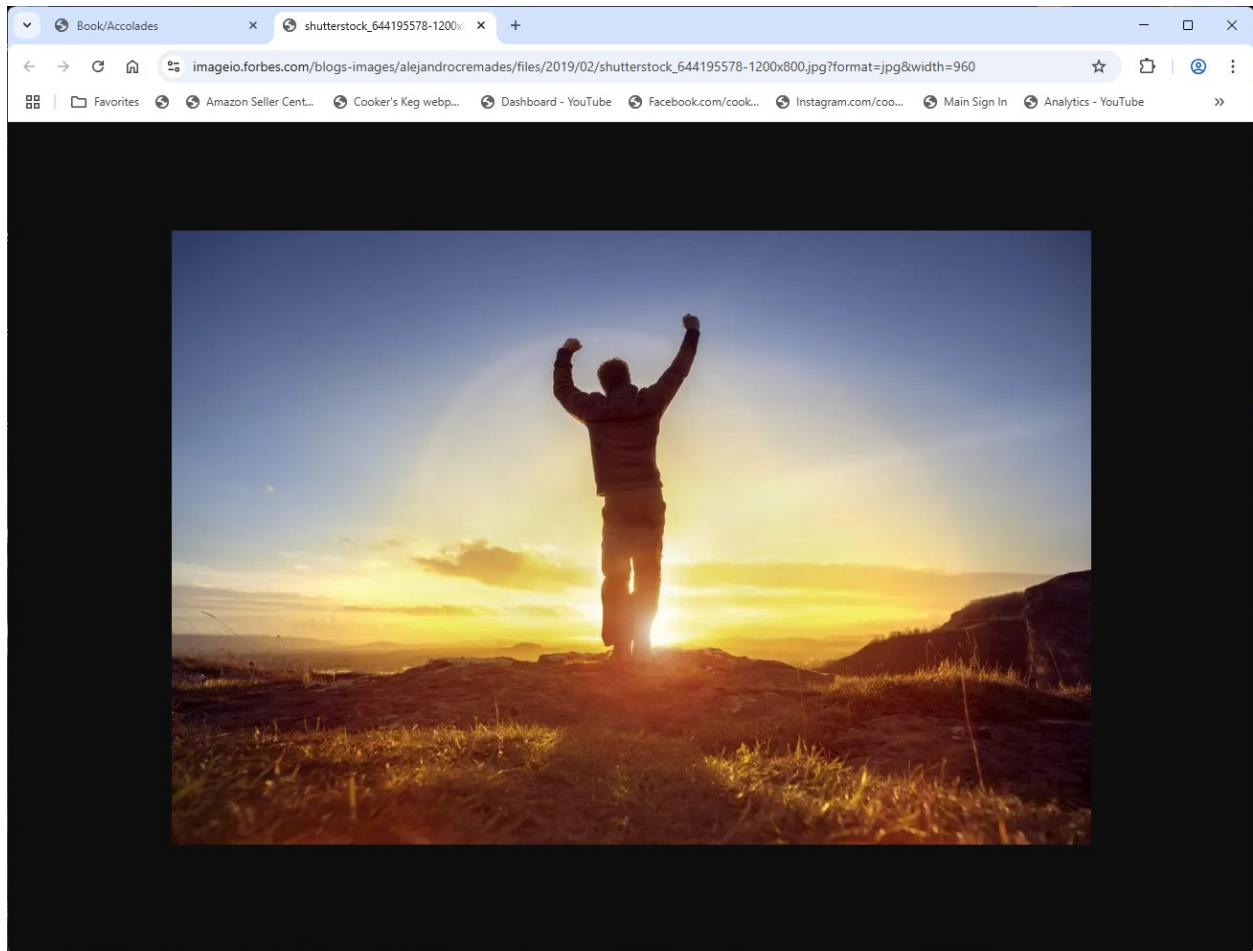 Book/Accolades
shutterstock_644195578-1200x
imageio.forbes.com/blogs-images/alejandrocremades/files/2019/02/shutterstock_644195578-1200x800.jpg?format=jpg&width=960
Favorites Amazon Seller Cent... Cooker's Keg webp... Dashboard - YouTube Facebook.com/cook... Instagram.com/coo... Main Sign In Analytics - YouTube